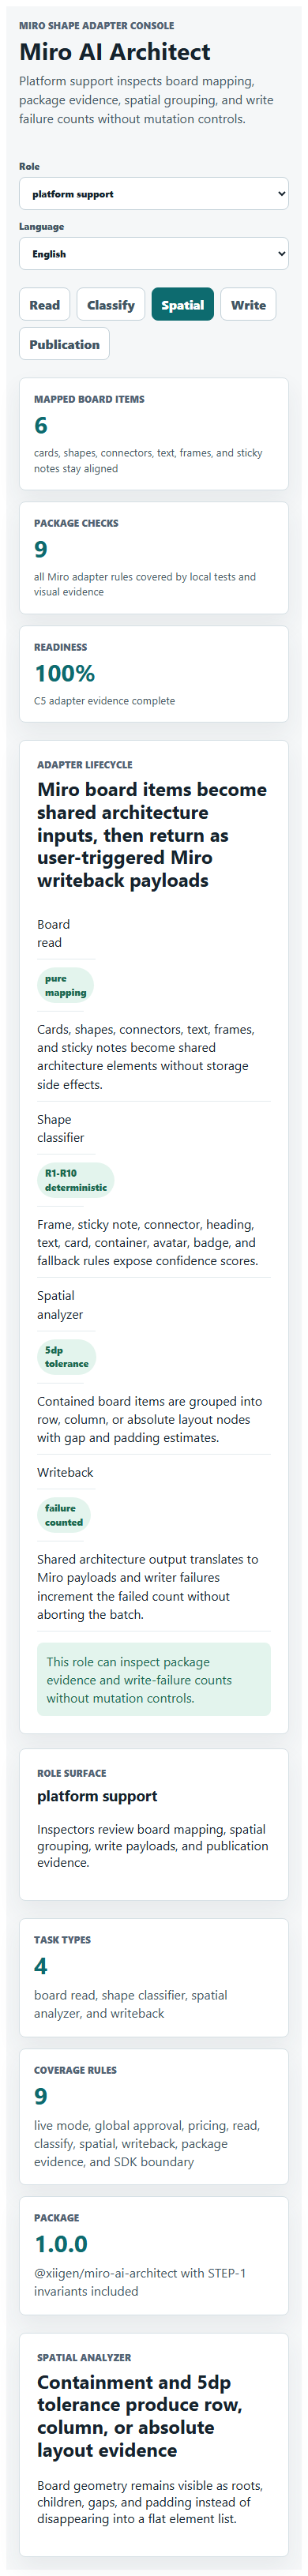 MIRO SHAPE ADAPTER CONSOLE
Miro AI Architect
Platform support inspects board mapping,
package evidence, spatial grouping, and write
failure counts without mutation controls.
Role
platform support
Language
English
Read
Classify
Spatial
Write
Publication
MAPPED BOARD ITEMS
6
cards, shapes, connectors, text, frames, and sticky
notes stay aligned
PACKAGE CHECKS
9
all Miro adapter rules covered by local tests and
visual evidence
READINESS
100%
C5 adapter evidence complete
ADAPTER LIFECYCLE
Miro board items become
shared architecture
inputs, then return as
user-triggered Miro
writeback payloads
Board
read
pure
mapping
Cards, shapes, connectors, text, frames,
and sticky notes become shared
architecture elements without storage
side effects.
Shape
classifier
R1-R10
deterministic
Frame, sticky note, connector, heading,
text, card, container, avatar, badge, and
fallback rules expose confidence scores.
Spatial
analyzer
5dp
tolerance
Contained board items are grouped into
row, column, or absolute layout nodes
with gap and padding estimates.
Writeback
failure
counted
Shared architecture output translates to
Miro payloads and writer failures
increment the failed count without
aborting the batch.
This role can inspect package
evidence and write-failure counts
without mutation controls.
ROLE SURFACE
platform support
Inspectors review board mapping, spatial
grouping, write payloads, and publication
evidence.
TASK TYPES
4
board read, shape classifier, spatial
analyzer, and writeback
COVERAGE RULES
9
live mode, global approval, pricing, read,
classify, spatial, writeback, package
evidence, and SDK boundary
PACKAGE
1.0.0
@xiigen/miro-ai-architect with STEP-1
invariants included
SPATIAL ANALYZER
Containment and 5dp
tolerance produce row,
column, or absolute
layout evidence
Board geometry remains visible as roots,
children, gaps, and padding instead of
disappearing into a flat element list.